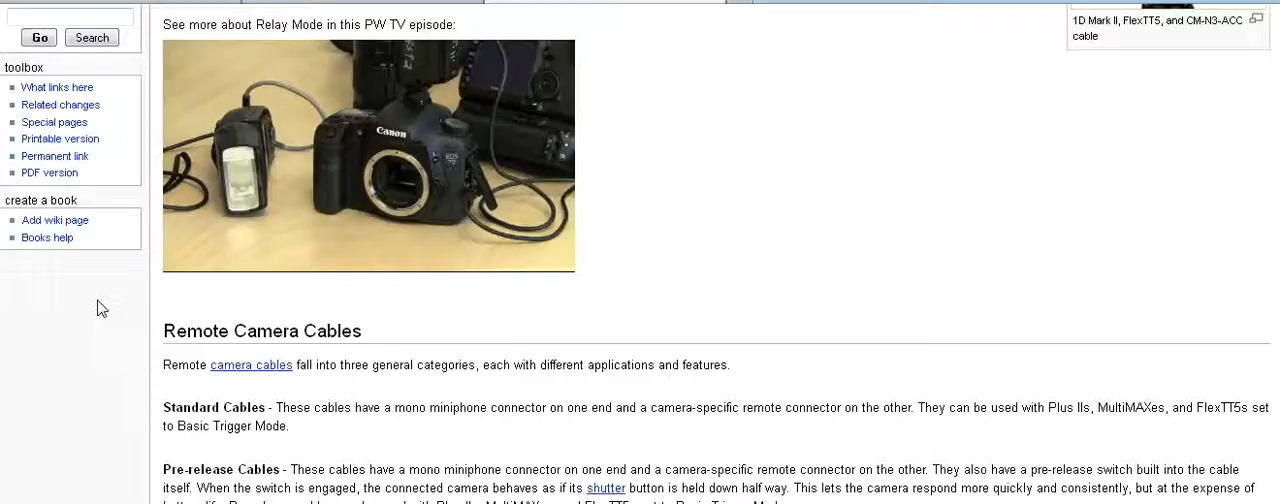 See more about Relay Mode in this PW TV episode:
1D Mark II, FlexTT5, and CM-N3-ACC
cable
Go Search
toolbox
What links here
Related changes
Special pages
Printable version
Permanent link
PDF version
create a book
Add wiki page
Books help
Canon
EOS
7D
Remote Camera Cables
Remote camera cables fall into three general categories, each with different applications and features.
Standard Cables - These cables have a mono miniphone connector on one end and a camera-specific remote connector on the other. They can be used with Plus IIs, MultiMAXes, and FlexTT5s set
to Basic Trigger Mode.
Pre-release Cables - These cables have a mono miniphone connector on one end and a camera-specific remote connector on the other. They also have a pre-release switch built into the cable
itself. When the switch is engaged, the connected camera behaves as if its shutter button is held down half way. This lets the camera respond more quickly and consistently, but at the expense of